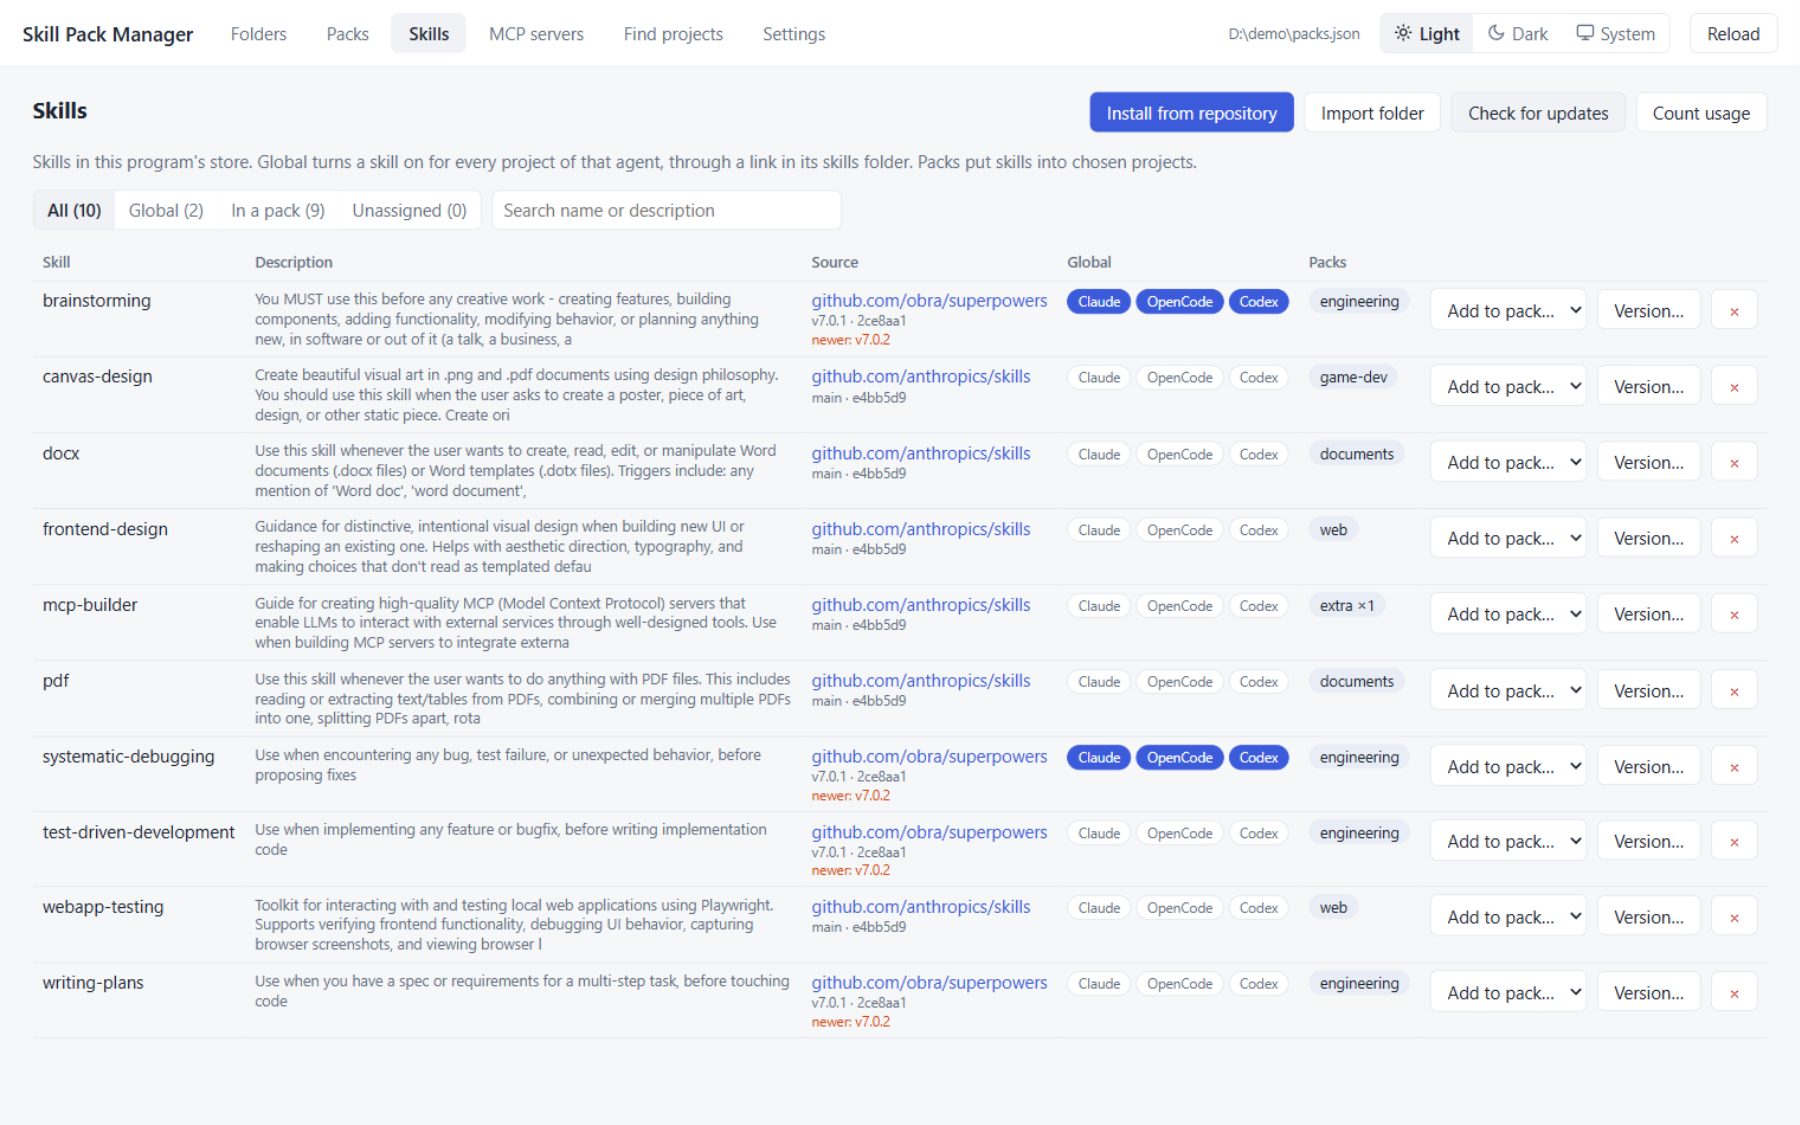 Skill Pack Manager Folders Packs Skills MCP servers Find projects Settings D:\demo\packs.json Light Dark System Reload
Skills Install from repository Import folder Check for updates Count usage
Skills in this program's store. Global turns a skill on for every project of that agent, through a link in its skills folder. Packs put skills into chosen projects.
All (10) Global (2) In a pack (9) Unassigned (0) Search name or description
Skill Description Source Global Packs
brainstorming You MUST use this before any creative work - creating features, building github.com/obra/superpowers Claude OpenCode Codex engineering Add to pack... Version... ×
components, adding functionality, modifying behavior, or planning anything v7.0.1 · 2ce8aa1
new, in software or out of it (a talk, a business, a newer: v7.0.2
canvas-design Create beautiful visual art in .png and .pdf documents using design philosophy. github.com/anthropics/skills Claude OpenCode Codex game-dev Add to pack... Version... ×
You should use this skill when the user asks to create a poster, piece of art, main · e4bb5d9
design, or other static piece. Create ori
docx Use this skill whenever the user wants to create, read, edit, or manipulate Word github.com/anthropics/skills Claude OpenCode Codex documents Add to pack... Version... ×
documents (.docx files) or Word templates (.dotx files). Triggers include: any main · e4bb5d9
mention of 'Word doc', 'word document',
frontend-design Guidance for distinctive, intentional visual design when building new UI or github.com/anthropics/skills Claude OpenCode Codex web Add to pack... Version... ×
reshaping an existing one. Helps with aesthetic direction, typography, and main · e4bb5d9
making choices that don't read as templated defau
mcp-builder Guide for creating high-quality MCP (Model Context Protocol) servers that github.com/anthropics/skills Claude OpenCode Codex extra ×1 Add to pack... Version... ×
enable LLMs to interact with external services through well-designed tools. Use main · e4bb5d9
when building MCP servers to integrate externa
pdf Use this skill whenever the user wants to do anything with PDF files. This includes github.com/anthropics/skills Claude OpenCode Codex documents Add to pack... Version... ×
reading or extracting text/tables from PDFs, combining or merging multiple PDFs main · e4bb5d9
into one, splitting PDFs apart, rota
systematic-debugging Use when encountering any bug, test failure, or unexpected behavior, before github.com/obra/superpowers Claude OpenCode Codex engineering Add to pack... Version... ×
proposing fixes v7.0.1 · 2ce8aa1
newer: v7.0.2
test-driven-development Use when implementing any feature or bugfix, before writing implementation github.com/obra/superpowers Claude OpenCode Codex engineering Add to pack... Version... ×
code v7.0.1 · 2ce8aa1
newer: v7.0.2
webapp-testing Toolkit for interacting with and testing local web applications using Playwright. github.com/anthropics/skills Claude OpenCode Codex web Add to pack... Version... ×
Supports verifying frontend functionality, debugging UI behavior, capturing main · e4bb5d9
browser screenshots, and viewing browser l
writing-plans Use when you have a spec or requirements for a multi-step task, before touching github.com/obra/superpowers Claude OpenCode Codex engineering Add to pack... Version... ×
code v7.0.1 · 2ce8aa1
newer: v7.0.2